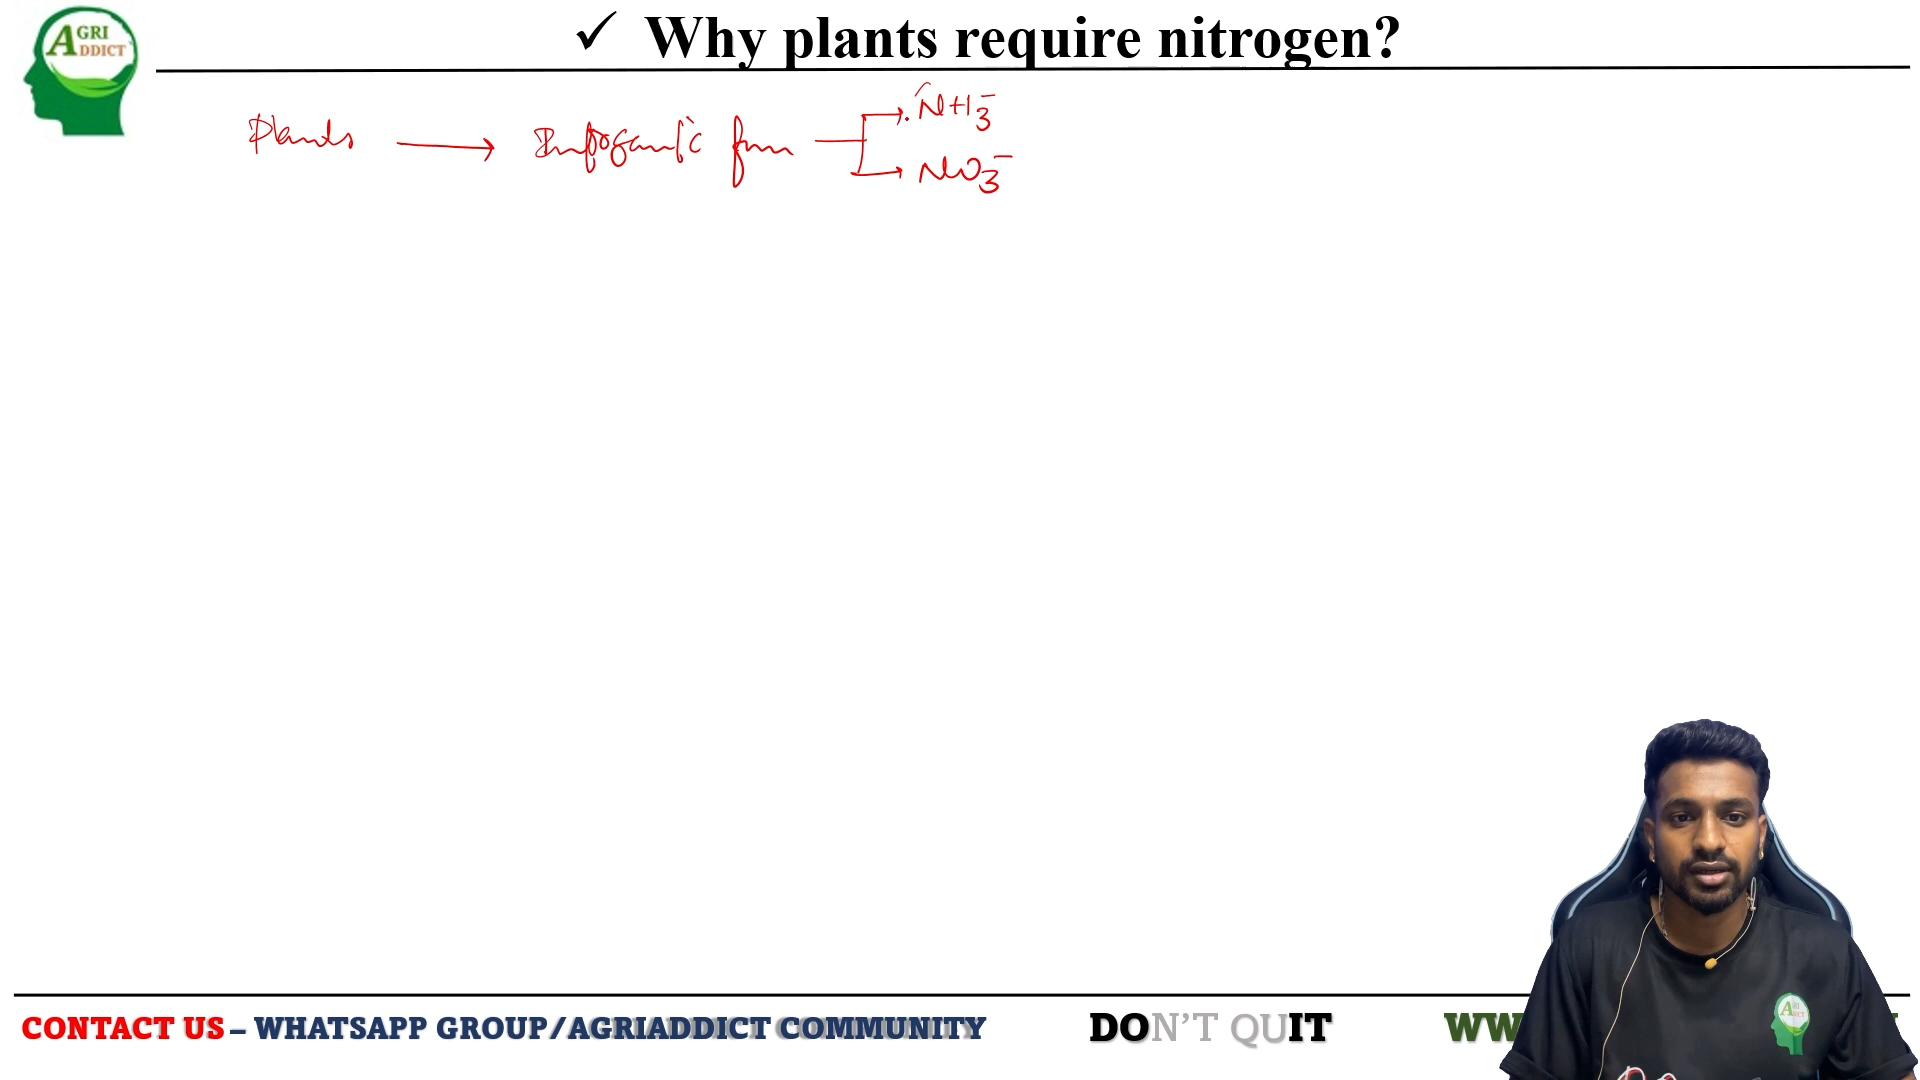 AGRI
ADDICT
✓ Why plants require nitrogen?
Plants → Inorganic form → NH3⁻
→ NO3⁻
CONTACT US – WHATSAPP GROUP/AGRIADDICT COMMUNITY DON’T QUIT WW